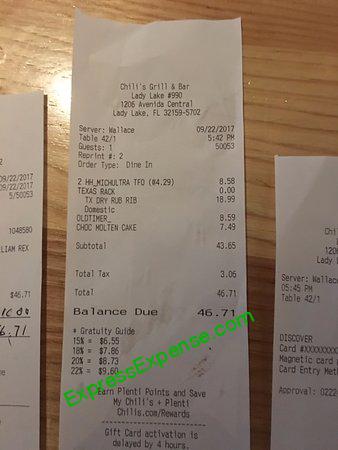 Chili's Grill & Bar
Lady Lake #990
1206 Avenida Central
Lady Lake, FL 32159-5702
Server: Wallace 09/22/2017
Table 42/1 5:42 PM
Guests: 1 50053
Reprint #: 2
Order Type: Dine In
2 HH_MICHULTRA TFO (@4.29) 8.58
TEXAS RACK 0.00
TX DRY RUB RIB 18.99
Domestic
OLDTIMER_ 8.59
CHOC MOLTEN CAKE 7.49
Subtotal 43.65
Total Tax 3.06
Total 46.71
Balance Due 46.71
* Gratuity Guide
15% = $6.55
18% = $7.86
20% = $8.73
22% = $9.60
Earn Plenti Points and Save
My Chili's + Plenti
Chilis.com/Rewards
Gift Card activation is
delayed by 4 hours.
ExpressExpense.com
09/22/2017
09/22/2017
5/50053
1048580
LIAM REX
$46.71
6.71
Chi
Lady
Server: Wallace
05:45 PM
Table 42/1
DISCOVER
Card #XXXXXXXX
Magnetic card
Card Entry Met
Approval: 0222